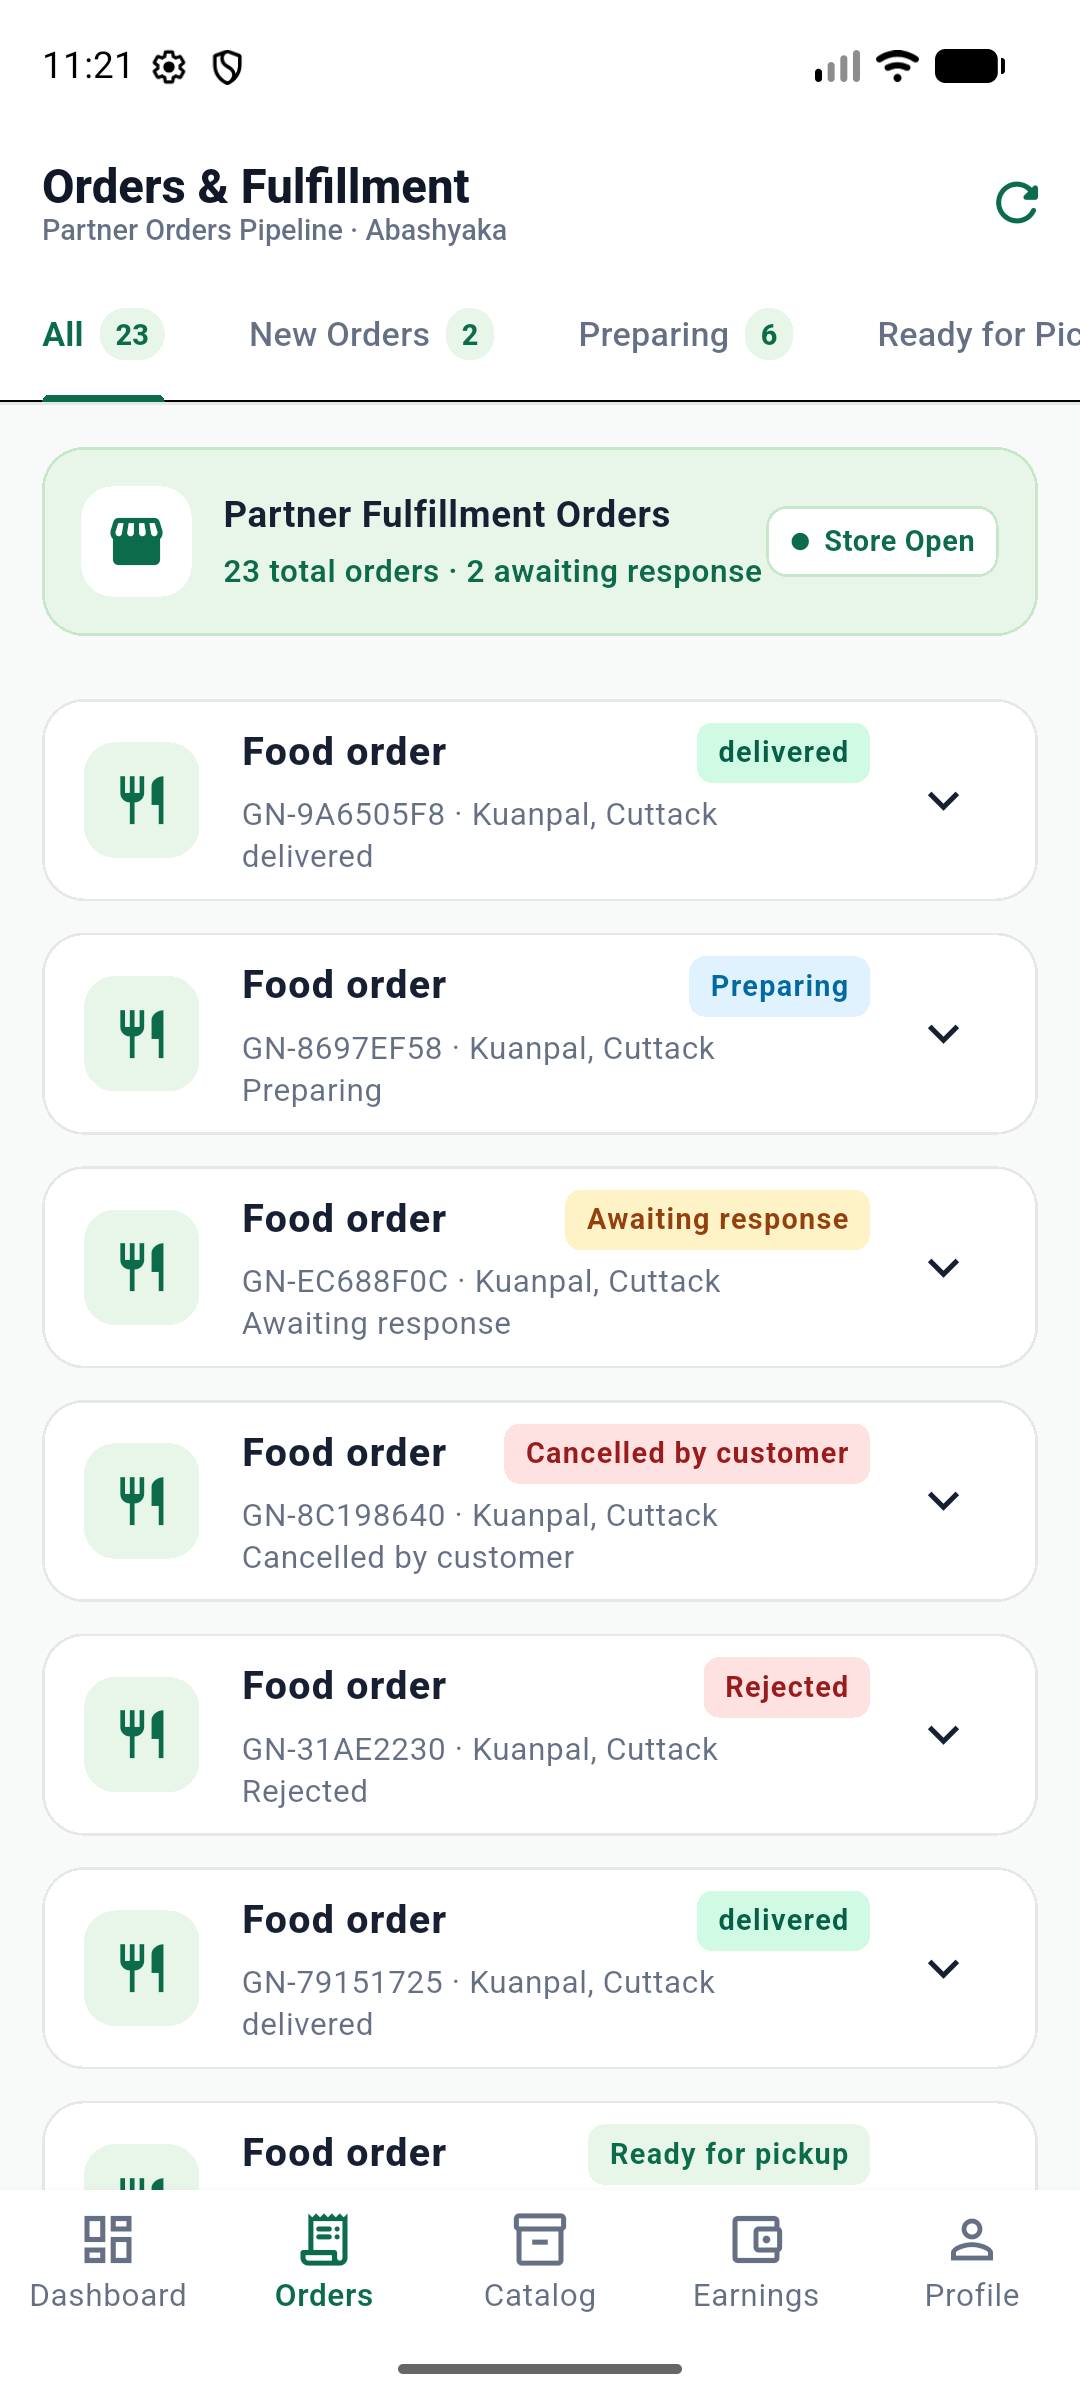 11:21
Orders & Fulfillment
Partner Orders Pipeline · Abashyaka
All 23 New Orders 2 Preparing 6 Ready for Pic
Partner Fulfillment Orders
23 total orders · 2 awaiting response
Store Open
Food order delivered
GN-9A6505F8 · Kuanpal, Cuttack
delivered
Food order Preparing
GN-8697EF58 · Kuanpal, Cuttack
Preparing
Food order Awaiting response
GN-EC688F0C · Kuanpal, Cuttack
Awaiting response
Food order Cancelled by customer
GN-8C198640 · Kuanpal, Cuttack
Cancelled by customer
Food order Rejected
GN-31AE2230 · Kuanpal, Cuttack
Rejected
Food order delivered
GN-79151725 · Kuanpal, Cuttack
delivered
Food order Ready for pickup
Dashboard Orders Catalog Earnings Profile